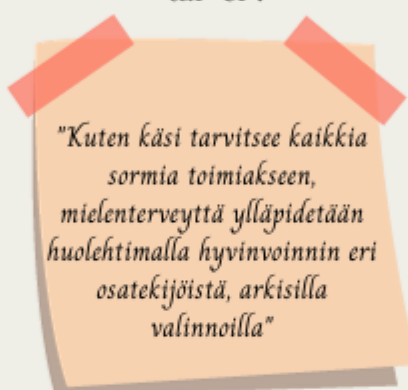 "Kuten käsi tarvitsee kaikkia
sormia toimiakseen,
mielenterveyttä ylläpidetään
huolehtimalla hyvinvoinnin eri
osatekijöistä, arkisilla
valinnoilla"